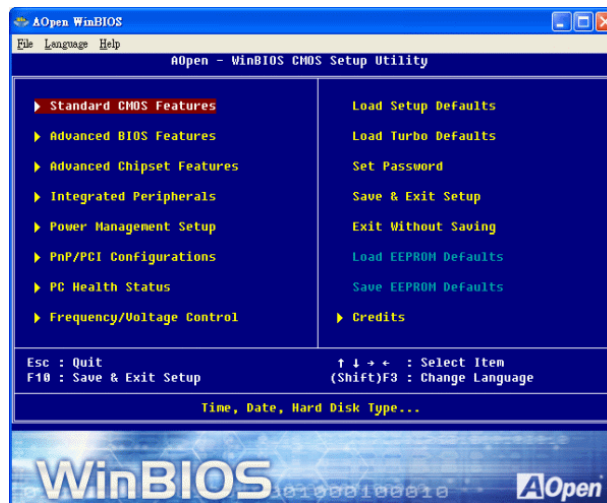 AOpen WinBIOS
File Language Help
AOpen - WinBIOS CMOS Setup Utility
Standard CMOS Features
Advanced BIOS Features
Advanced Chipset Features
Integrated Peripherals
Power Management Setup
PnP/PCI Configurations
PC Health Status
Frequency/Voltage Control
Load Setup Defaults
Load Turbo Defaults
Set Password
Save & Exit Setup
Exit Without Saving
Load EEPROM Defaults
Save EEPROM Defaults
Credits
Esc : Quit
F10 : Save & Exit Setup
↑ ↓ → ← : Select Item
(Shift)F3 : Change Language
Time, Date, Hard Disk Type...
WinBIOS
AOpen